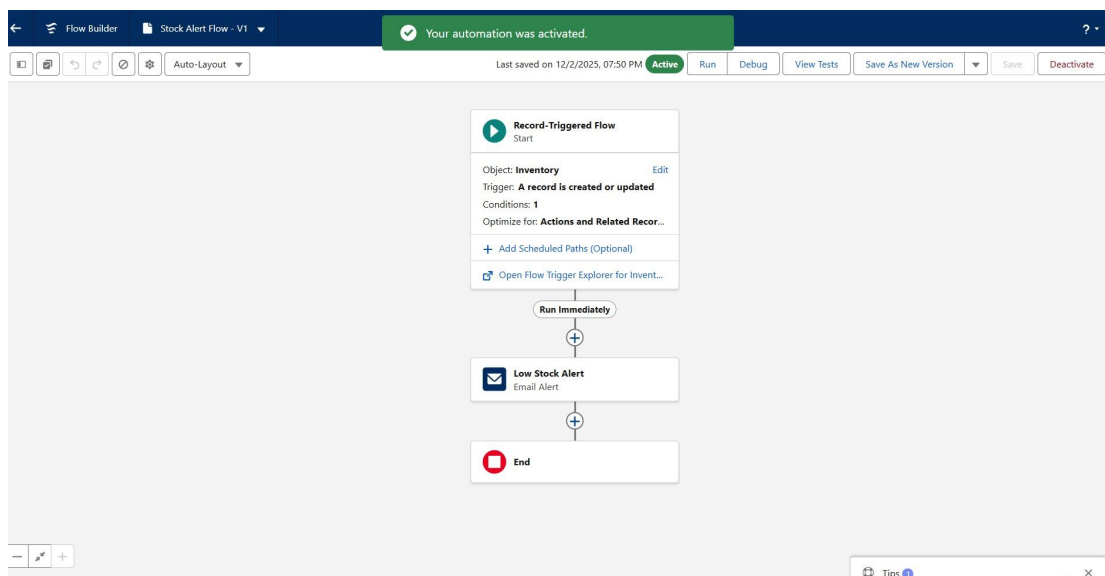 Flow Builder Stock Alert Flow - V1 Your automation was activated. ?
Auto-Layout Last saved on 12/2/2025, 07:50 PM Active Run Debug View Tests Save As New Version Save Deactivate
Record-Triggered Flow
Start
Object: Inventory Edit
Trigger: A record is created or updated
Conditions: 1
Optimize for: Actions and Related Recor...
+ Add Scheduled Paths (Optional)
Open Flow Trigger Explorer for Invent...
Run Immediately
Low Stock Alert
Email Alert
End
Tips 1